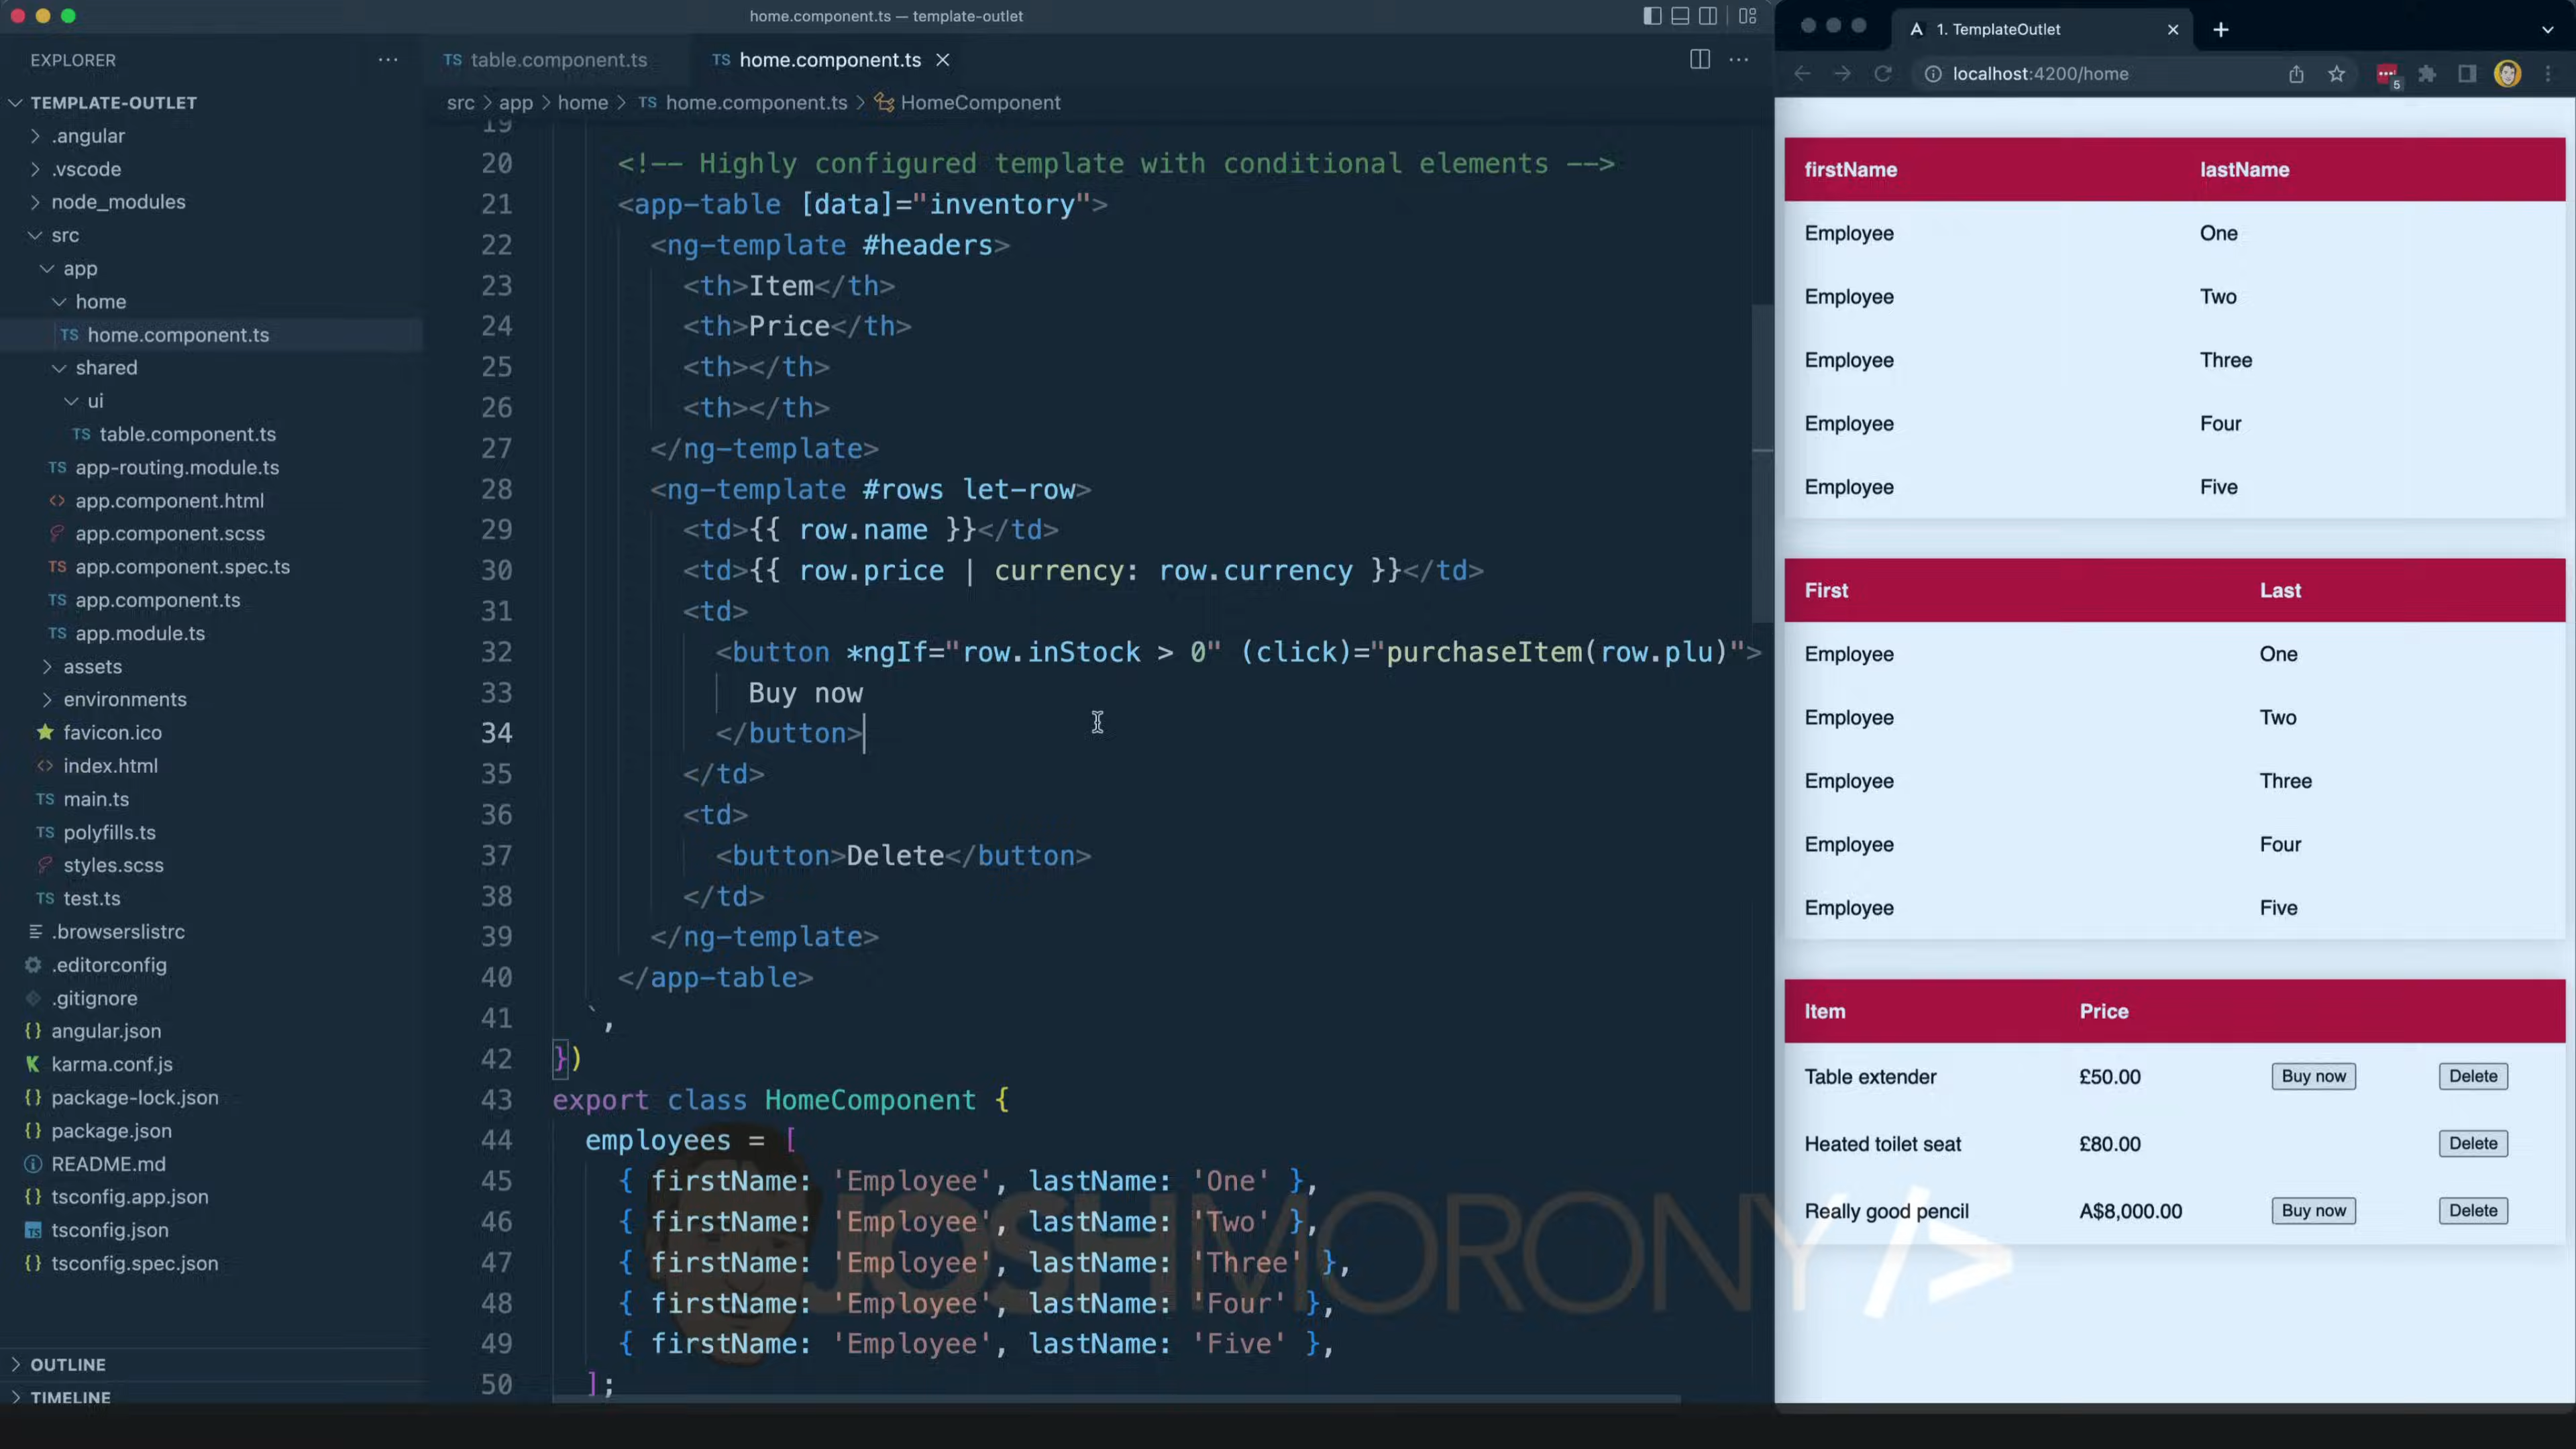 home.component.ts — template-outlet
EXPLORER
TEMPLATE-OUTLET
.angular
.vscode
node_modules
src
app
home
TS home.component.ts
shared
ui
TS table.component.ts
TS app-routing.module.ts
<> app.component.html
app.component.scss
TS app.component.spec.ts
TS app.component.ts
TS app.module.ts
assets
environments
favicon.ico
<> index.html
TS main.ts
TS polyfills.ts
styles.scss
TS test.ts
.browserslistrc
.editorconfig
.gitignore
{} angular.json
K karma.conf.js
{} package-lock.json
{} package.json
README.md
{} tsconfig.app.json
TS tsconfig.json
{} tsconfig.spec.json
OUTLINE
TIMELINE
TS table.component.ts
TS home.component.ts
src > app > home > TS home.component.ts > HomeComponent
19
20 <!-- Highly configured template with conditional elements -->
21 <app-table [data]="inventory">
22 <ng-template #headers>
23 <th>Item</th>
24 <th>Price</th>
25 <th></th>
26 <th></th>
27 </ng-template>
28 <ng-template #rows let-row>
29 <td>{{ row.name }}</td>
30 <td>{{ row.price | currency: row.currency }}</td>
31 <td>
32 <button *ngIf="row.inStock > 0" (click)="purchaseItem(row.plu)">
33 Buy now
34 </button>
35 </td>
36 <td>
37 <button>Delete</button>
38 </td>
39 </ng-template>
40 </app-table>
41 `,
42 })
43 export class HomeComponent {
44 employees = [
45 { firstName: 'Employee', lastName: 'One' },
46 { firstName: 'Employee', lastName: 'Two' },
47 { firstName: 'Employee', lastName: 'Three' },
48 { firstName: 'Employee', lastName: 'Four' },
49 { firstName: 'Employee', lastName: 'Five' },
50 ];
JOSHMORONY />
1. TemplateOutlet
localhost:4200/home
5
firstName lastName
Employee One
Employee Two
Employee Three
Employee Four
Employee Five
First Last
Employee One
Employee Two
Employee Three
Employee Four
Employee Five
Item Price
Table extender £50.00 Buy now Delete
Heated toilet seat £80.00 Delete
Really good pencil A$8,000.00 Buy now Delete